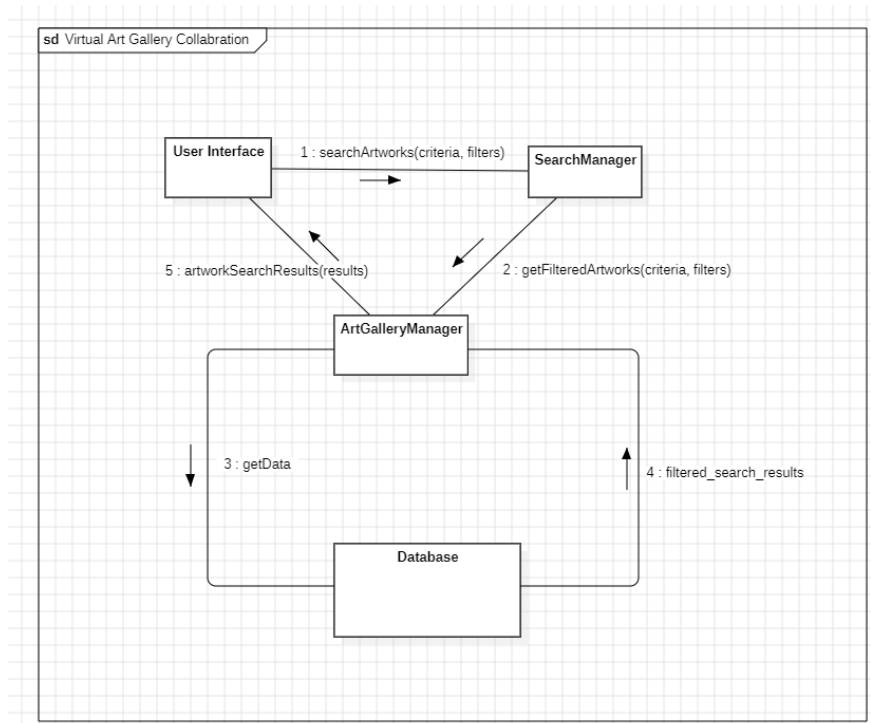 sd Virtual Art Gallery Collabration
User Interface
1 : searchArtworks(criteria, filters)
SearchManager
5 : artworkSearchResults(results)
2 : getFilteredArtworks(criteria, filters)
ArtGalleryManager
3 : getData
4 : filtered_search_results
Database